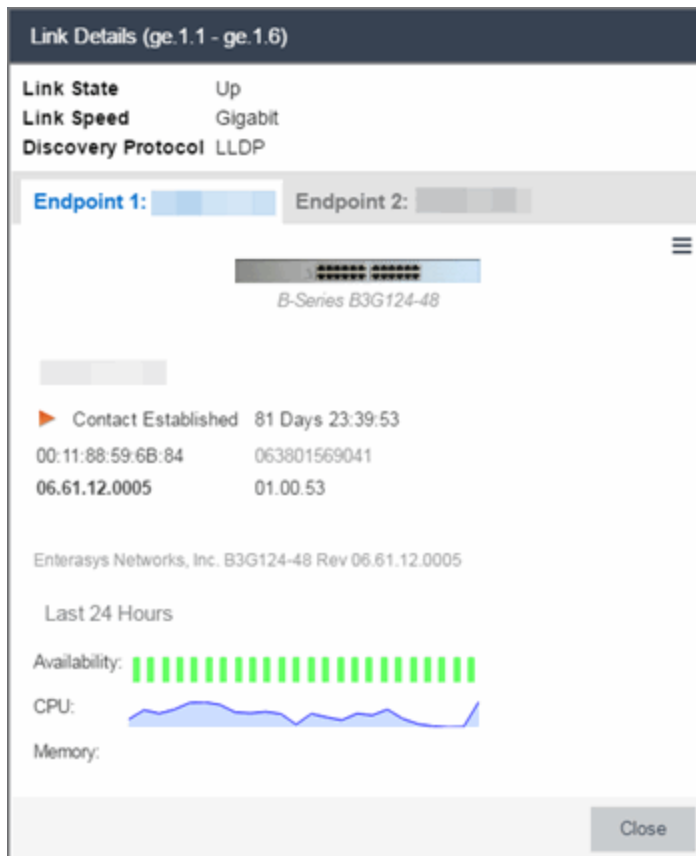 Link Details (ge.1.1 - ge.1.6)
Link State Up
Link Speed Gigabit
Discovery Protocol LLDP
Endpoint 1: Endpoint 2:
B-Series B3G124-48
Contact Established 81 Days 23:39:53
00:11:88:59:6B:84 063801569041
06.61.12.0005 01.00.53
Enterasys Networks, Inc. B3G124-48 Rev 06.61.12.0005
Last 24 Hours
Availability:
CPU:
Memory:
Close